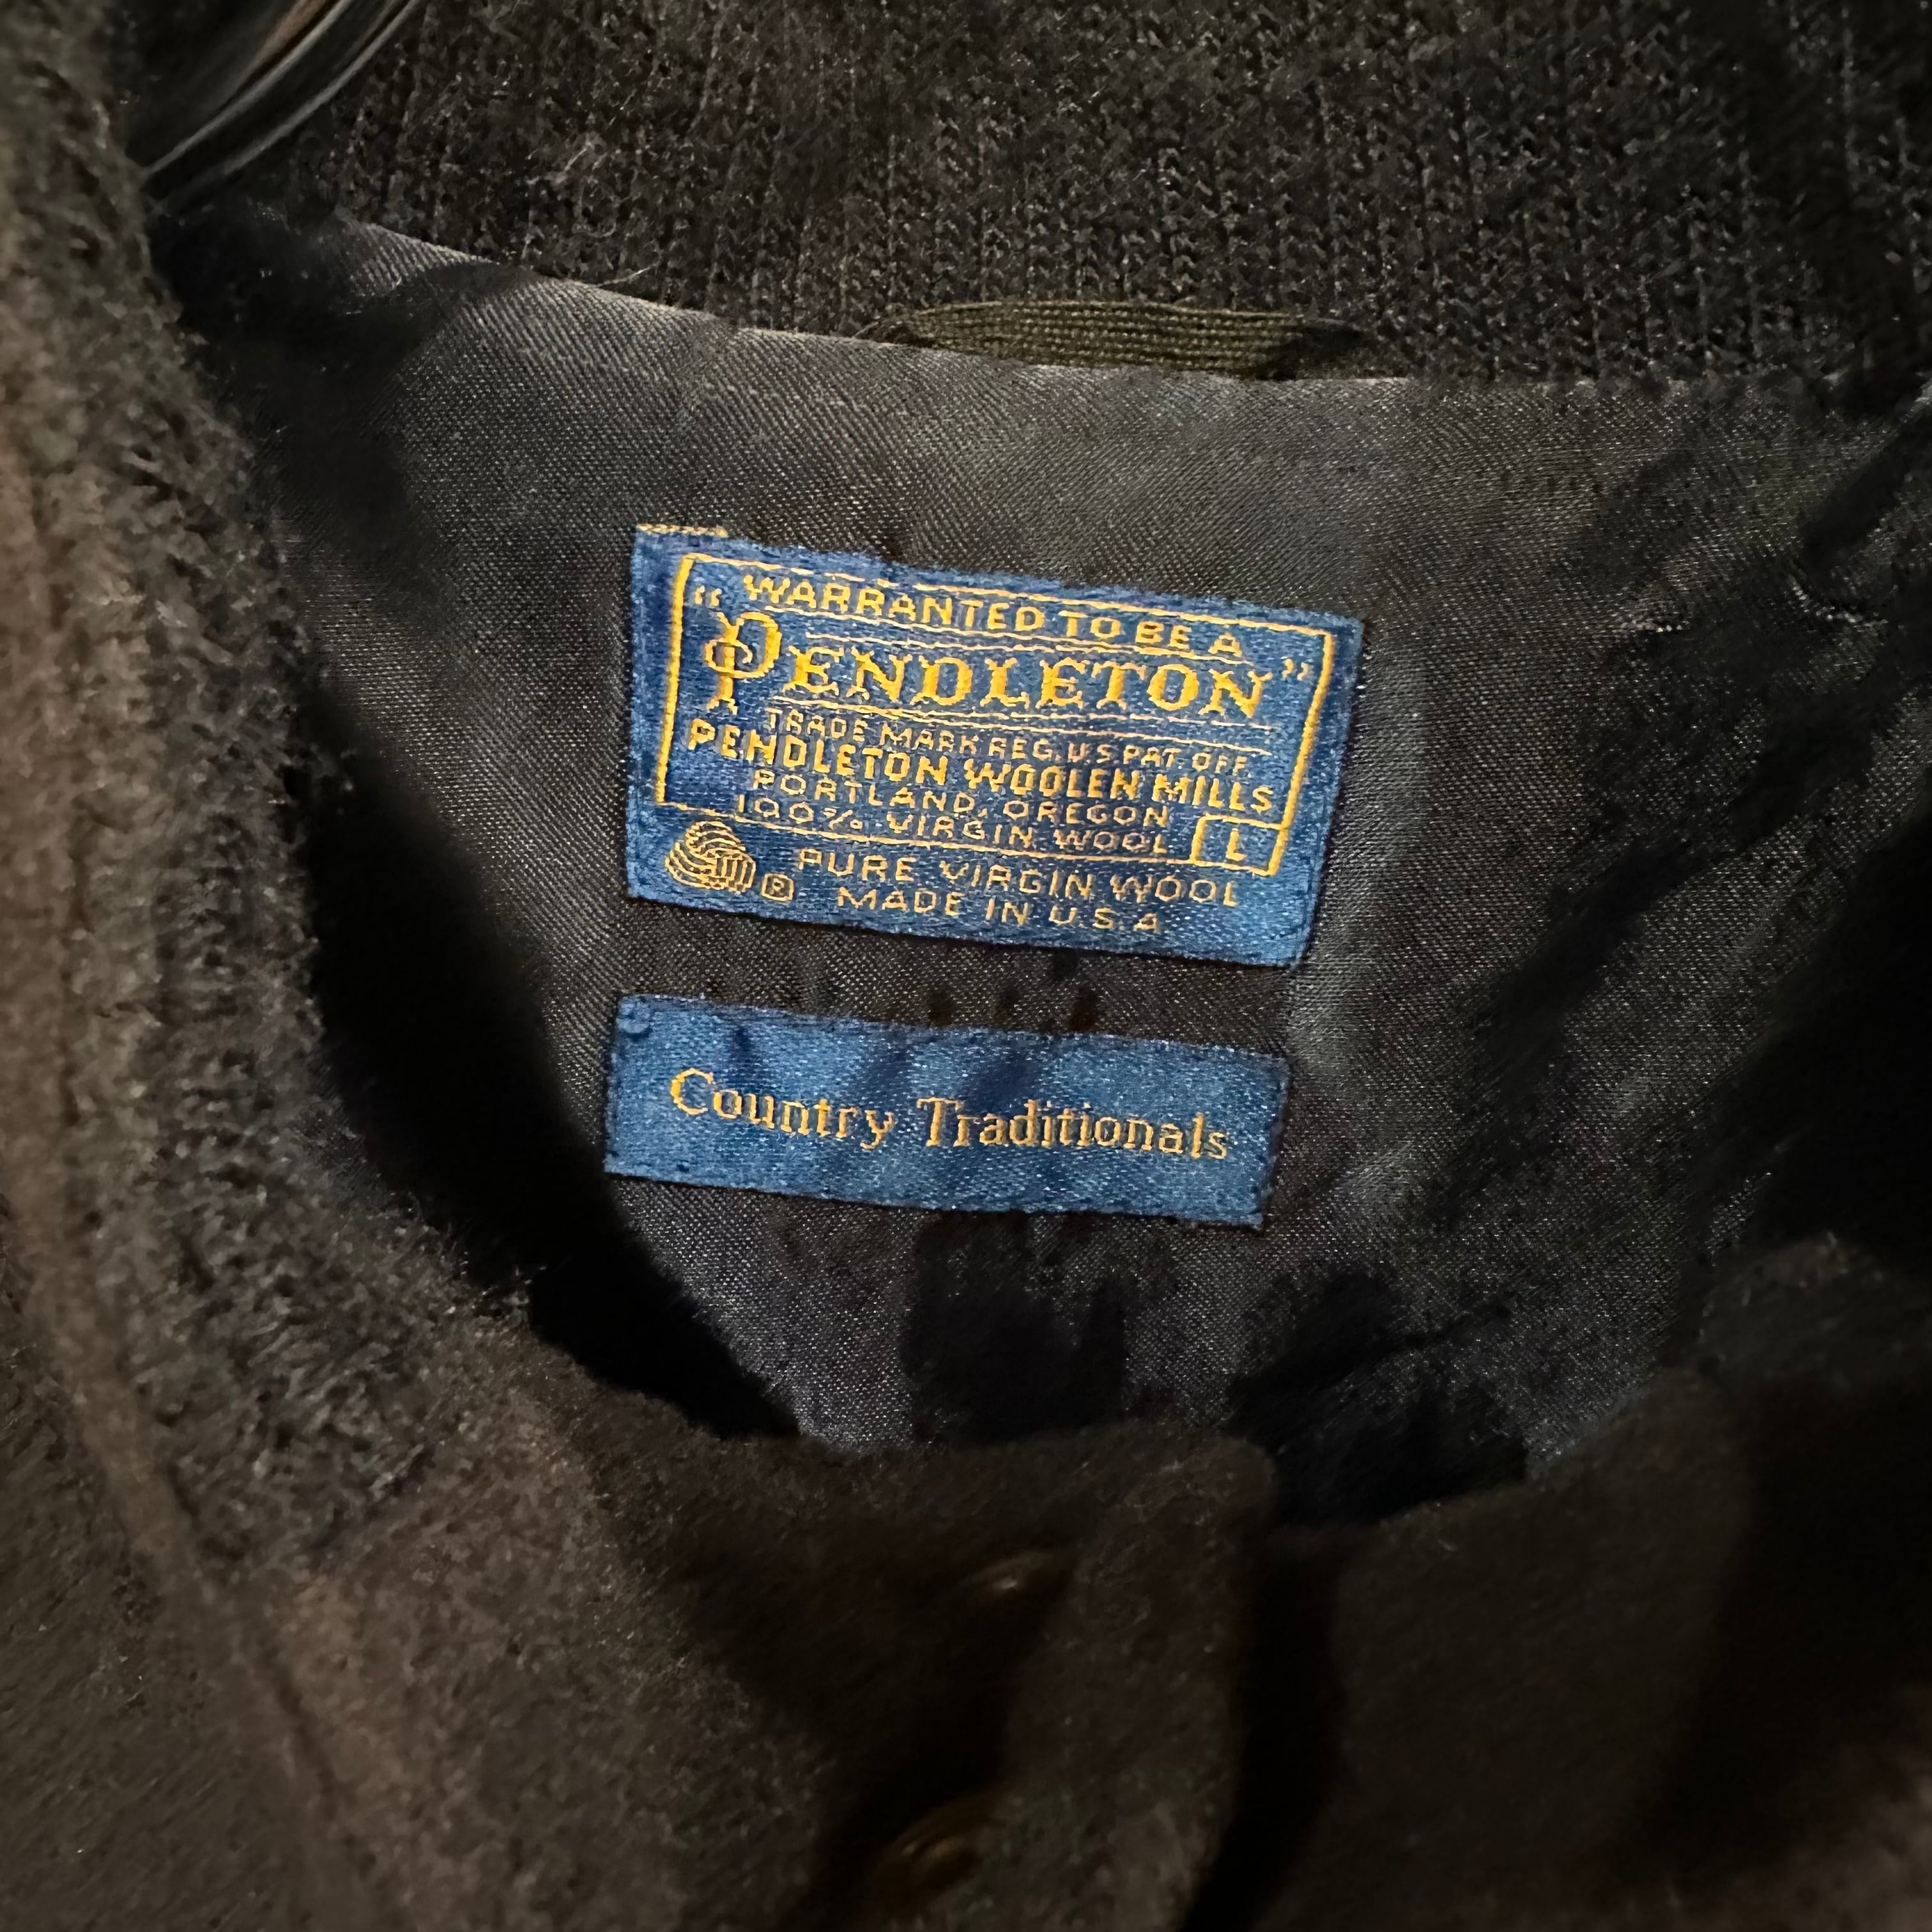 “ WARRANTED TO BE A
PENDLETON ”
TRADE MARK REG. U.S. PAT. OFF.
PENDLETON WOOLEN MILLS
PORTLAND, OREGON
100% VIRGIN WOOL L
PURE VIRGIN WOOL
® MADE IN U.S.A
Country Traditionals